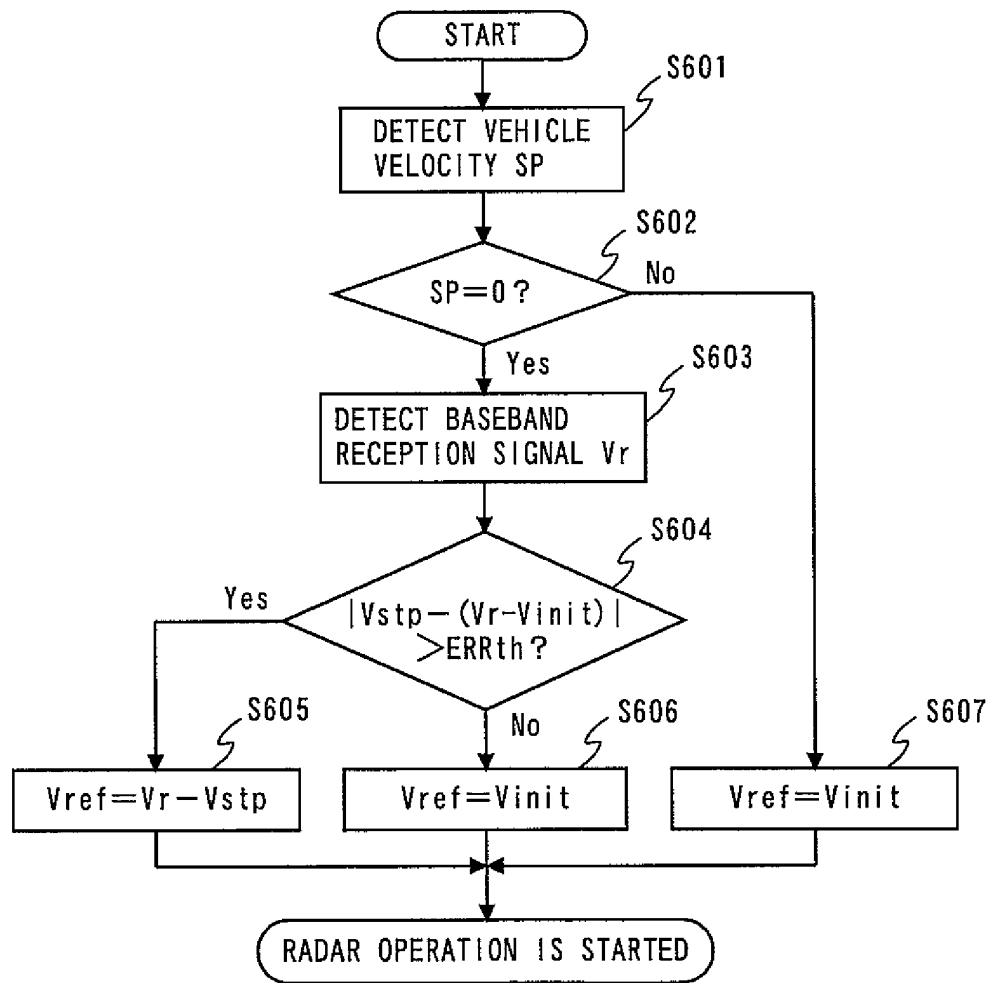 START
S601
DETECT VEHICLE
VELOCITY SP
S602
SP=0?
No
Yes
S603
DETECT BASEBAND
RECEPTION SIGNAL Vr
S604
Yes
|Vstp-(Vr-Vinit)|
>ERRth?
No
S605
S606
S607
Vref=Vr-Vstp
Vref=Vinit
Vref=Vinit
RADAR OPERATION IS STARTED